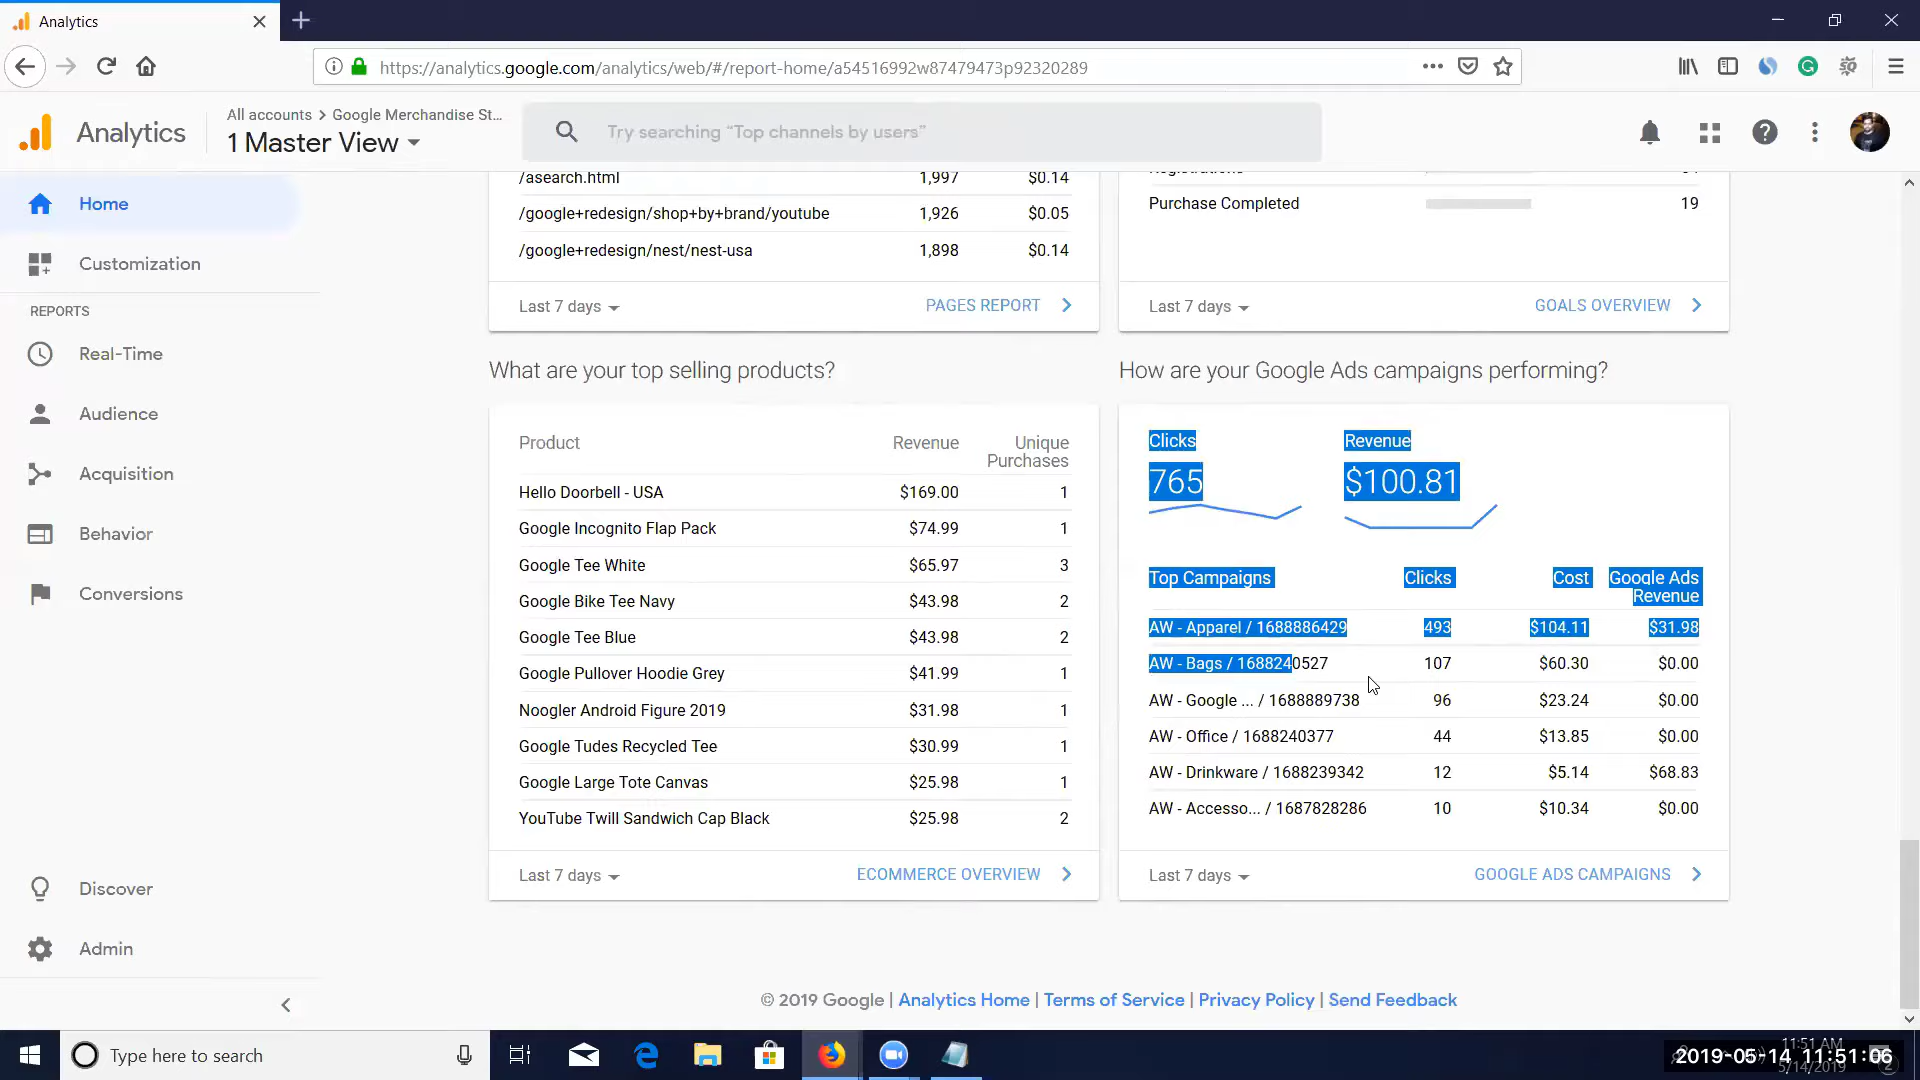 Analytics
https://analytics.google.com/analytics/web/#/report-home/a54516992w87479473p92320289
Analytics
All accounts > Google Merchandise St...
1 Master View
Try searching “Top channels by users”
Home
Customization
REPORTS
Real-Time
Audience
Acquisition
Behavior
Conversions
Discover
Admin
/asearch.html 1,997 $0.14
/google+redesign/shop+by+brand/youtube 1,926 $0.05
/google+redesign/nest/nest-usa 1,898 $0.14
Last 7 days PAGES REPORT
Purchase Completed 19
Last 7 days GOALS OVERVIEW
What are your top selling products?
Product Revenue Unique Purchases
Hello Doorbell - USA $169.00 1
Google Incognito Flap Pack $74.99 1
Google Tee White $65.97 3
Google Bike Tee Navy $43.98 2
Google Tee Blue $43.98 2
Google Pullover Hoodie Grey $41.99 1
Noogler Android Figure 2019 $31.98 1
Google Tudes Recycled Tee $30.99 1
Google Large Tote Canvas $25.98 1
YouTube Twill Sandwich Cap Black $25.98 2
Last 7 days ECOMMERCE OVERVIEW
How are your Google Ads campaigns performing?
Clicks Revenue
765 $100.81
Top Campaigns Clicks Cost Google Ads Revenue
AW - Apparel / 1688886429 493 $104.11 $31.98
AW - Bags / 1688240527 107 $60.30 $0.00
AW - Google ... / 1688889738 96 $23.24 $0.00
AW - Office / 1688240377 44 $13.85 $0.00
AW - Drinkware / 1688239342 12 $5.14 $68.83
AW - Accesso... / 1687828286 10 $10.34 $0.00
Last 7 days GOOGLE ADS CAMPAIGNS
© 2019 Google | Analytics Home | Terms of Service | Privacy Policy | Send Feedback
Type here to search
11:51 AM
2019-05-14 11:51:06
5/14/2019